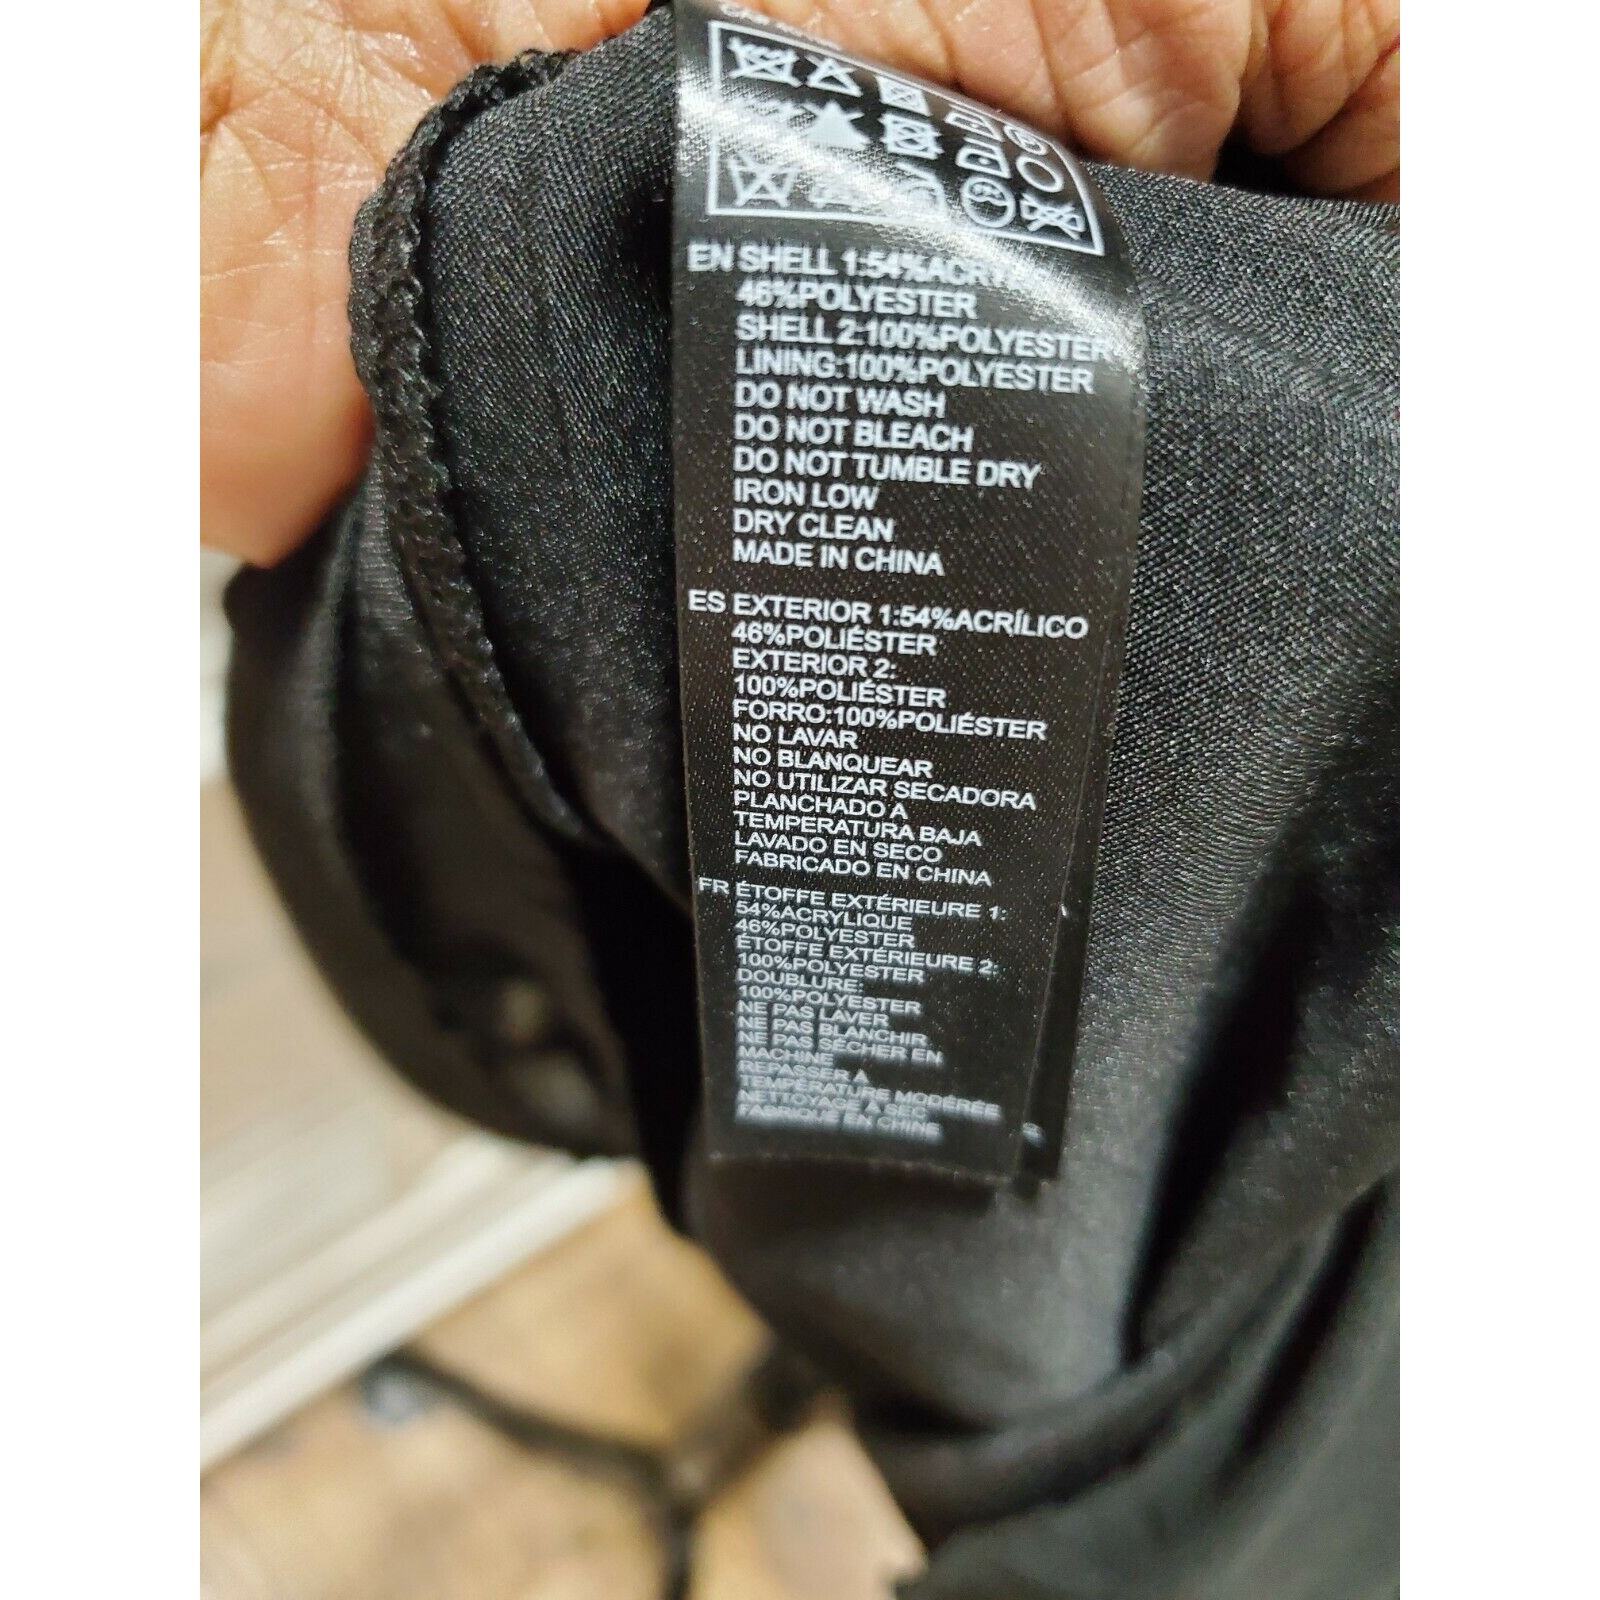 EN SHELL 1:54%ACRY
46%POLYESTER
SHELL 2:100%POLYESTER
LINING:100%POLYESTER
DO NOT WASH
DO NOT BLEACH
DO NOT TUMBLE DRY
IRON LOW
DRY CLEAN
MADE IN CHINA
ES EXTERIOR 1:54%ACRÍLICO
46%POLIÉSTER
EXTERIOR 2:
100%POLIÉSTER
FORRO:100%POLIÉSTER
NO LAVAR
NO BLANQUEAR
NO UTILIZAR SECADORA
PLANCHADO A
TEMPERATURA BAJA
LAVADO EN SECO
FABRICADO EN CHINA
FR ÉTOFFE EXTÉRIEURE 1:
54%ACRYLIQUE
46%POLYESTER
ÉTOFFE EXTÉRIEURE 2:
100%POLYESTER
DOUBLURE:
100%POLYESTER
NE PAS LAVER
NE PAS BLANCHIR
NE PAS SÉCHER EN
MACHINE
REPASSER À
TEMPÉRATURE MODÉRÉE
NETTOYAGE À SEC
FABRIQUÉ EN CHINE